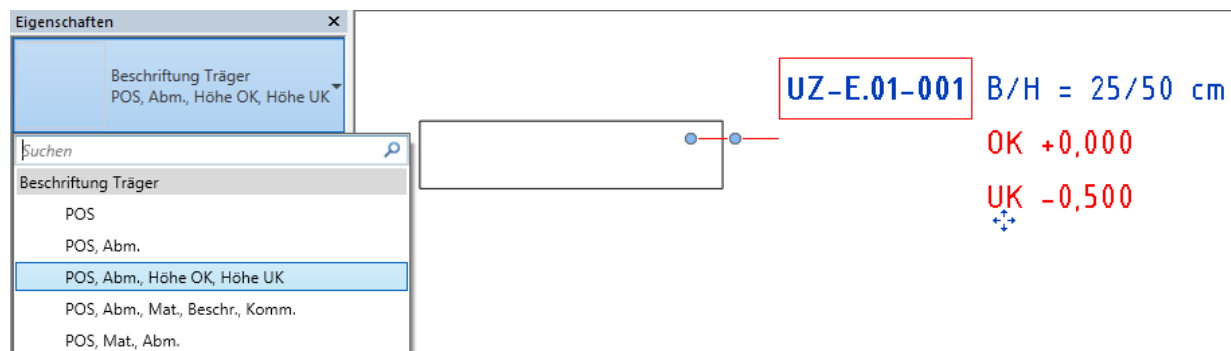 Eigenschaften
Beschriftung Träger
POS, Abm., Höhe OK, Höhe UK
Suchen
Beschriftung Träger
POS
POS, Abm.
POS, Abm., Höhe OK, Höhe UK
POS, Abm., Mat., Beschr., Komm.
POS, Mat., Abm.
UZ-E.01-001 B/H = 25/50 cm
OK +0,000
UK -0,500